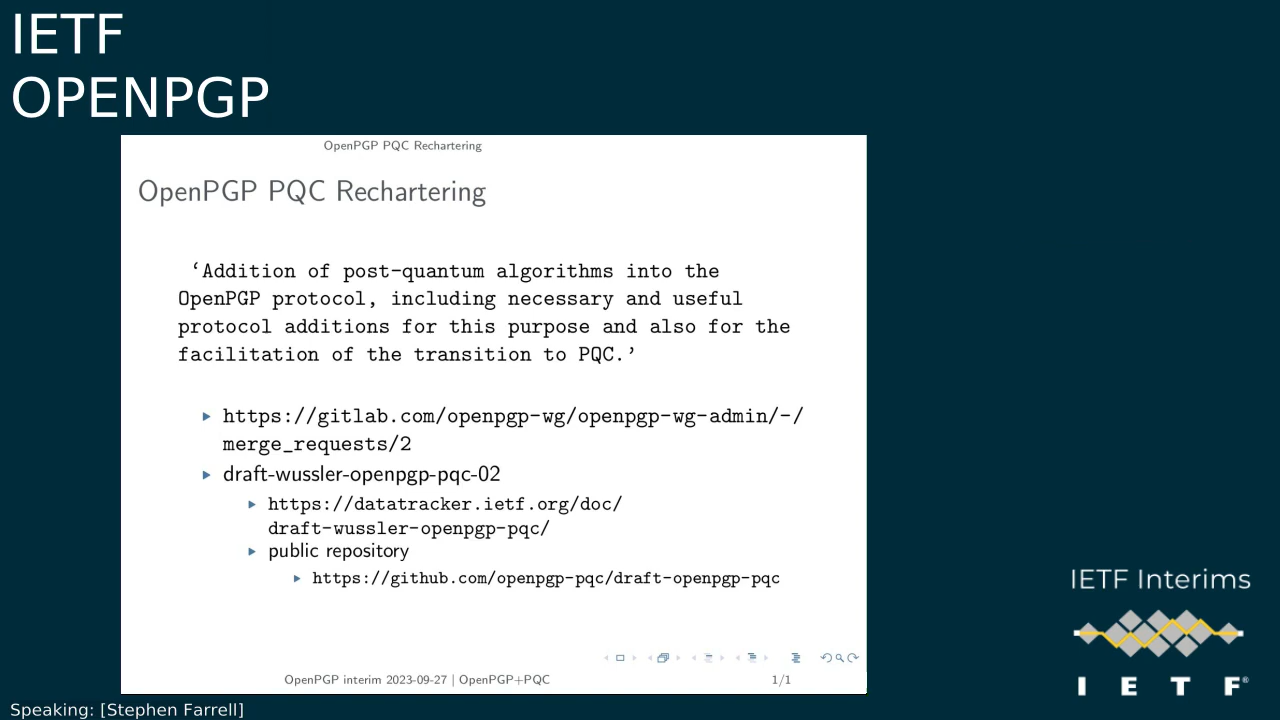 IETF
OPENPGP
OpenPGP PQC Rechartering
OpenPGP PQC Rechartering
‘Addition of post-quantum algorithms into the
OpenPGP protocol, including necessary and useful
protocol additions for this purpose and also for the
facilitation of the transition to PQC.’
https://gitlab.com/openpgp-wg/openpgp-wg-admin/-/
merge_requests/2
draft-wussler-openpgp-pqc-02
https://datatracker.ietf.org/doc/
draft-wussler-openpgp-pqc/
public repository
https://github.com/openpgp-pqc/draft-openpgp-pqc
OpenPGP interim 2023-09-27 | OpenPGP+PQC
1/1
IETF Interims
I E T F®
Speaking: [Stephen Farrell]